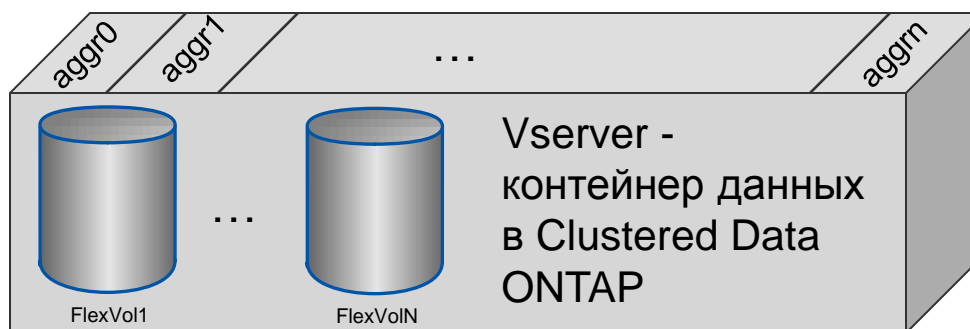 aggr0
aggr1
...
aggrn
Vserver -
контейнер данных
в Clustered Data
ONTAP
...
FlexVol1
FlexVolN